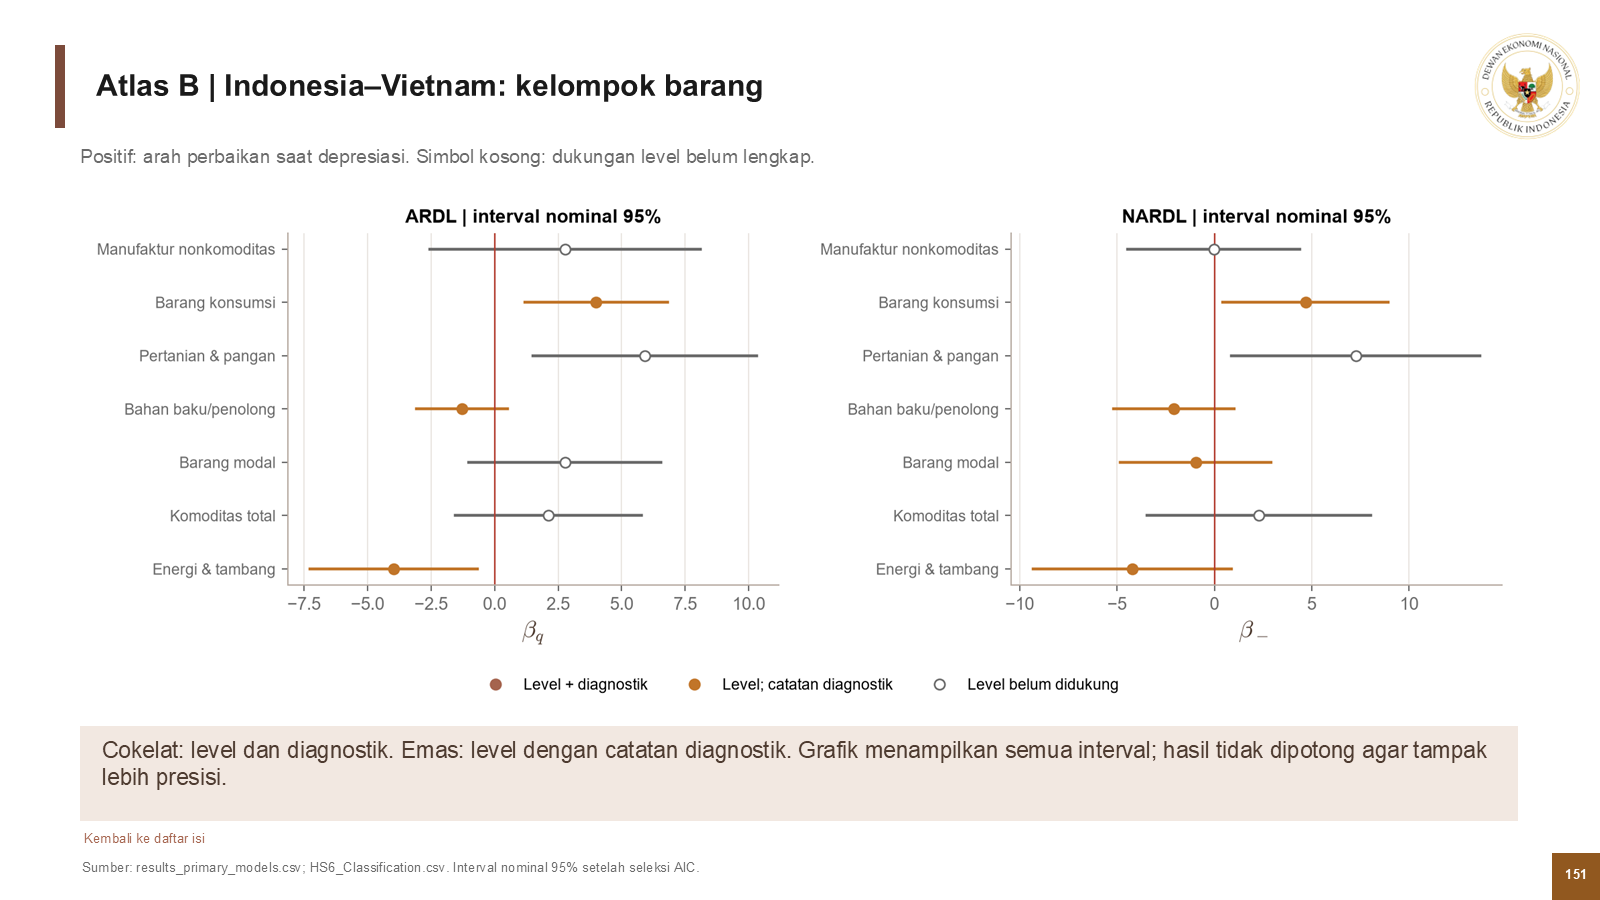 Atlas B | Indonesia–Vietnam: kelompok barang
DEWAN EKONOMI NASIONAL
REPUBLIK INDONESIA
Positif: arah perbaikan saat depresiasi. Simbol kosong: dukungan level belum lengkap.
ARDL | interval nominal 95%
Manufaktur nonkomoditas
Barang konsumsi
Pertanian & pangan
Bahan baku/penolong
Barang modal
Komoditas total
Energi & tambang
−7.5 −5.0 −2.5 0.0 2.5 5.0 7.5 10.0
βq
NARDL | interval nominal 95%
Manufaktur nonkomoditas
Barang konsumsi
Pertanian & pangan
Bahan baku/penolong
Barang modal
Komoditas total
Energi & tambang
−10 −5 0 5 10
β−
Level + diagnostik Level; catatan diagnostik Level belum didukung
Cokelat: level dan diagnostik. Emas: level dengan catatan diagnostik. Grafik menampilkan semua interval; hasil tidak dipotong agar tampak
lebih presisi.
Kembali ke daftar isi
Sumber: results_primary_models.csv; HS6_Classification.csv. Interval nominal 95% setelah seleksi AIC.
151